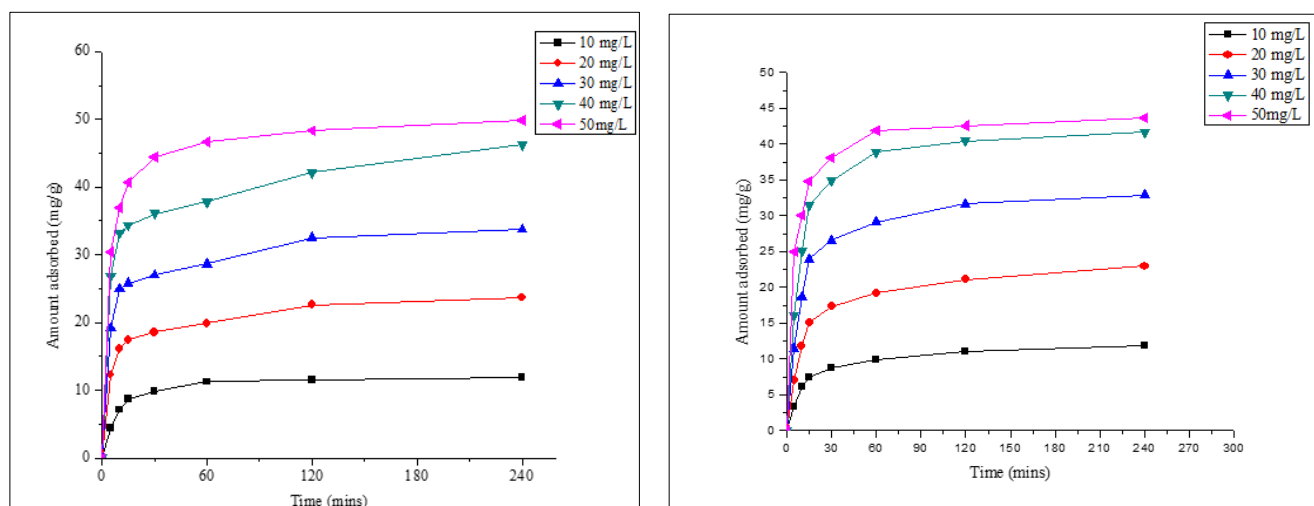 10 mg/L
20 mg/L
30 mg/L
40 mg/L
50mg/L
60
50
40
30
20
10
0
Amount adsorbed (mg/g)
0 60 120 180 240
Time (mins)
10 mg/L
20 mg/L
30 mg/L
40 mg/L
50mg/L
50
45
40
35
30
25
20
15
10
5
0
Amount adsorbed (mg/g)
0 30 60 90 120 150 180 210 240 270 300
Time (mins)